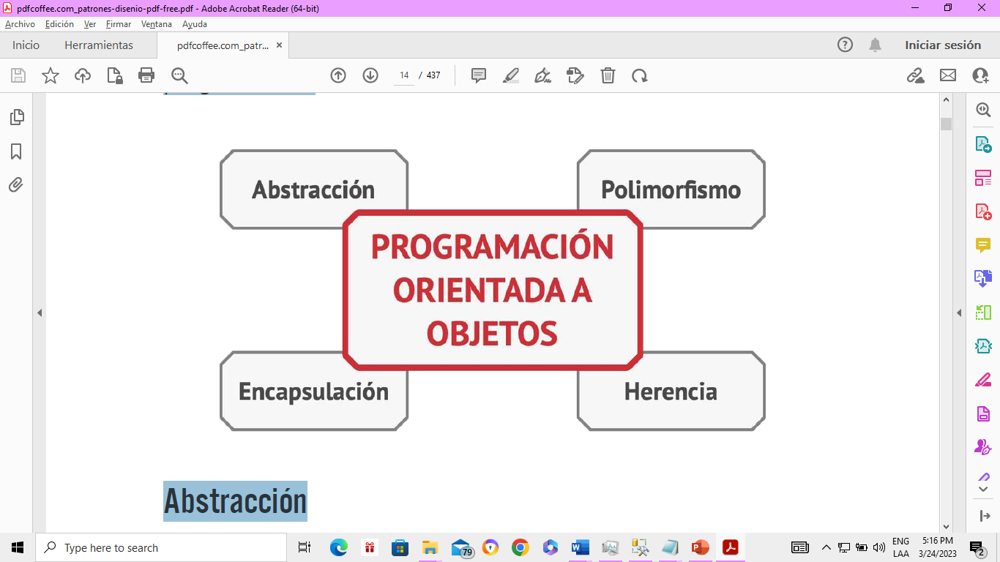 pdfcoffee.com_patrones-disenio-pdf-free.pdf - Adobe Acrobat Reader (64-bit)
Archivo Edición Ver Firmar Ventana Ayuda
Inicio Herramientas pdfcoffee.com_patr... Iniciar sesión
14 / 437
Abstracción Polimorfismo
PROGRAMACIÓN
ORIENTADA A
OBJETOS
Encapsulación Herencia
Abstracción
Type here to search
79
ENG 5:16 PM
LAA 3/24/2023
2